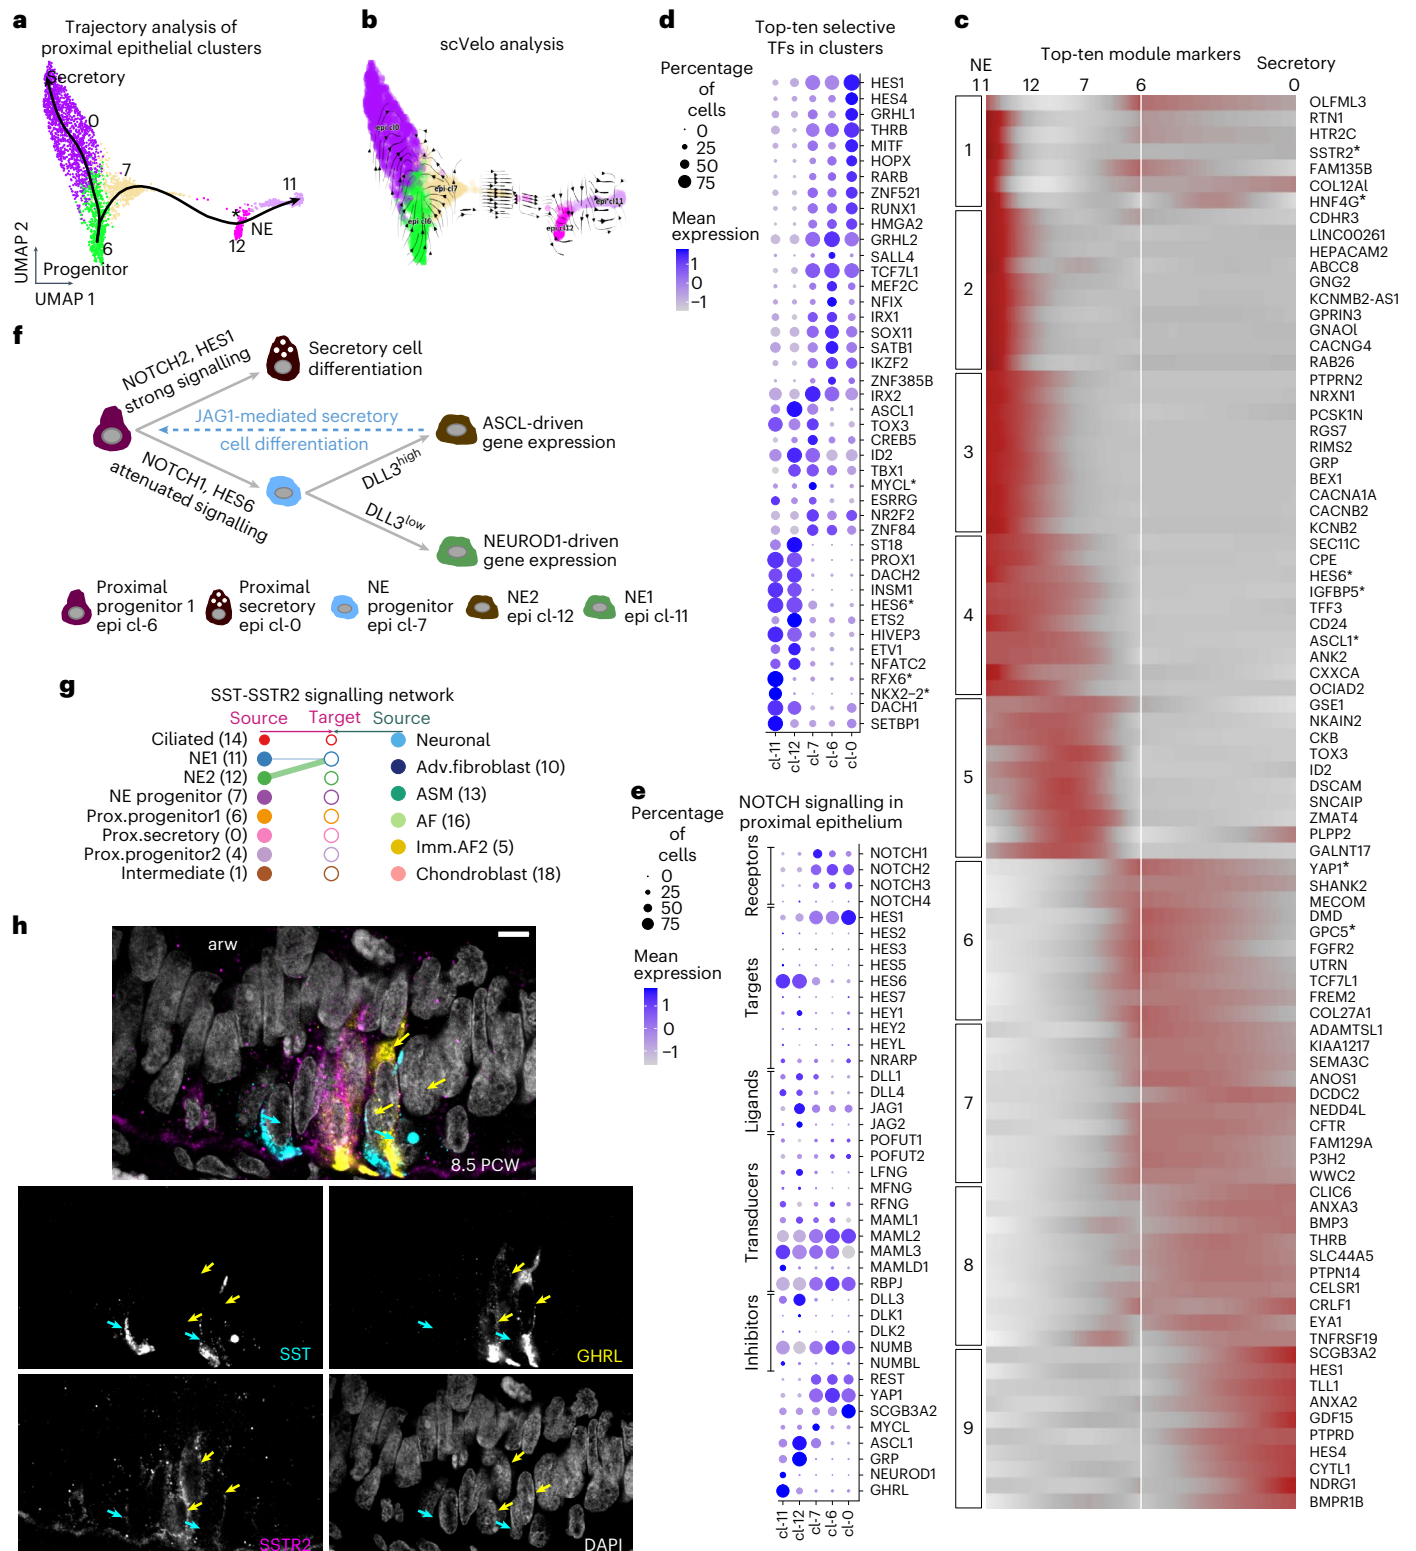 a
Trajectory analysis of
proximal epithelial clusters
Secretory
0
7
11
*
NE
12
6
Progenitor
UMAP 2
UMAP 1
b
scVelo analysis
epi cl0
epi cl7
epi cl6
epi cl11
epi cl12
f
NOTCH2, HES1
strong signalling
Secretory cell
differentiation
JAG1-mediated secretory
cell differentiation
ASCL-driven
gene expression
NOTCH1, HES6
attenuated signalling
DLL3high
DLL3low
NEUROD1-driven
gene expression
Proximal
progenitor 1
epi cl-6
Proximal
secretory
epi cl-0
NE
progenitor
epi cl-7
NE2
epi cl-12
NE1
epi cl-11
g
SST-SSTR2 signalling network
Source
Target
Source
Ciliated (14)
NE1 (11)
NE2 (12)
NE progenitor (7)
Prox.progenitor1 (6)
Prox.secretory (0)
Prox.progenitor2 (4)
Intermediate (1)
Neuronal
Adv.fibroblast (10)
ASM (13)
AF (16)
Imm.AF2 (5)
Chondroblast (18)
h
arw
8.5 PCW
SST
GHRL
SSTR2
DAPI
d
Top-ten selective
TFs in clusters
Percentage
of
cells
0
25
50
75
Mean
expression
1
0
−1
HES1
HES4
GRHL1
THRB
MITF
HOPX
RARB
ZNF521
RUNX1
HMGA2
GRHL2
SALL4
TCF7L1
MEF2C
NFIX
IRX1
SOX11
SATB1
IKZF2
ZNF385B
IRX2
ASCL1
TOX3
CREB5
ID2
TBX1
MYCL*
ESRRG
NR2F2
ZNF84
ST18
PROX1
DACH2
INSM1
HES6*
ETS2
HIVEP3
ETV1
NFATC2
RFX6*
NKX2−2*
DACH1
SETBP1
cl-11
cl-12
cl-7
cl-6
cl-0
e
NOTCH signalling in
proximal epithelium
Percentage
of
cells
0
25
50
75
Mean
expression
1
0
−1
Receptors
Targets
Ligands
Transducers
Inhibitors
NOTCH1
NOTCH2
NOTCH3
NOTCH4
HES1
HES2
HES3
HES5
HES6
HES7
HEY1
HEY2
HEYL
NRARP
DLL1
DLL4
JAG1
JAG2
POFUT1
POFUT2
LFNG
MFNG
RFNG
MAML1
MAML2
MAML3
MAMLD1
RBPJ
DLL3
DLK1
DLK2
NUMB
NUMBL
REST
YAP1
SCGB3A2
MYCL
ASCL1
GRP
NEUROD1
GHRL
cl-11
cl-12
cl-7
cl-6
cl-0
c
Top-ten module markers
NE
Secretory
11
12
7
6
0
1
2
3
4
5
6
7
8
9
OLFML3
RTN1
HTR2C
SSTR2*
FAM135B
COL12Al
HNF4G*
CDHR3
LINC00261
HEPACAM2
ABCC8
GNG2
KCNMB2-AS1
GPRIN3
GNAOl
CACNG4
RAB26
PTPRN2
NRXN1
PCSK1N
RGS7
RIMS2
GRP
BEX1
CACNA1A
CACNB2
KCNB2
SEC11C
CPE
HES6*
IGFBP5*
TFF3
CD24
ASCL1*
ANK2
CXXCA
OCIAD2
GSE1
NKAIN2
CKB
TOX3
ID2
DSCAM
SNCAIP
ZMAT4
PLPP2
GALNT17
YAP1*
SHANK2
MECOM
DMD
GPC5*
FGFR2
UTRN
TCF7L1
FREM2
COL27A1
ADAMTSL1
KIAA1217
SEMA3C
ANOS1
DCDC2
NEDD4L
CFTR
FAM129A
P3H2
WWC2
CLIC6
ANXA3
BMP3
THRB
SLC44A5
PTPN14
CELSR1
CRLF1
EYA1
TNFRSF19
SCGB3A2
HES1
TLL1
ANXA2
GDF15
PTPRD
HES4
CYTL1
NDRG1
BMPR1B